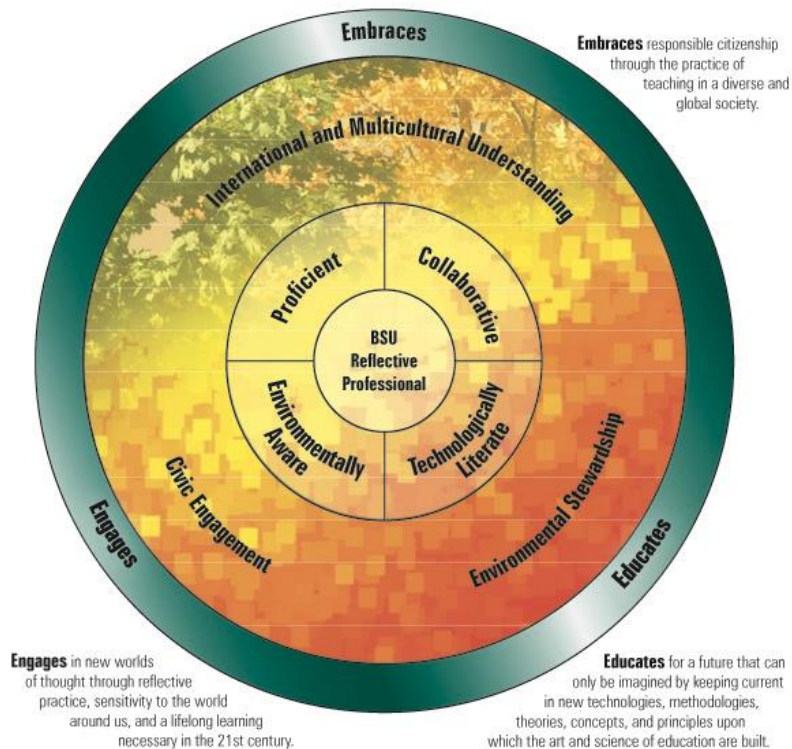 Embraces
Embraces responsible citizenship
through the practice of
teaching in a diverse and
global society.
International and Multicultural Understanding
Proficient
Collaborative
BSU
Reflective
Professional
Environmentally
Aware
Technologically
Literate
Civic Engagement
Environmental Stewardship
Engages
Educates
Engages in new worlds
of thought through reflective
practice, sensitivity to the world
around us, and a lifelong learning
necessary in the 21st century.
Educates for a future that can
only be imagined by keeping current
in new technologies, methodologies,
theories, concepts, and principles upon
which the art and science of education are built.